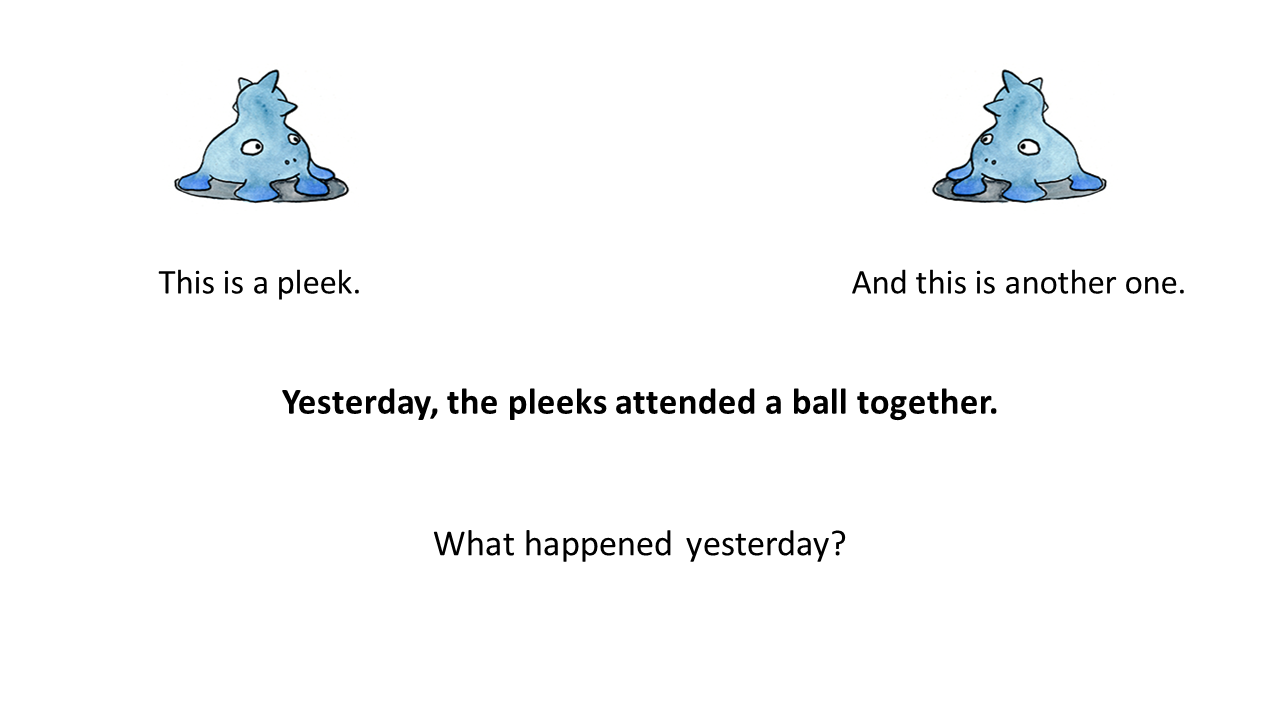 This is a pleek.
And this is another one.
Yesterday, the pleeks attended a ball together.
What happened yesterday?